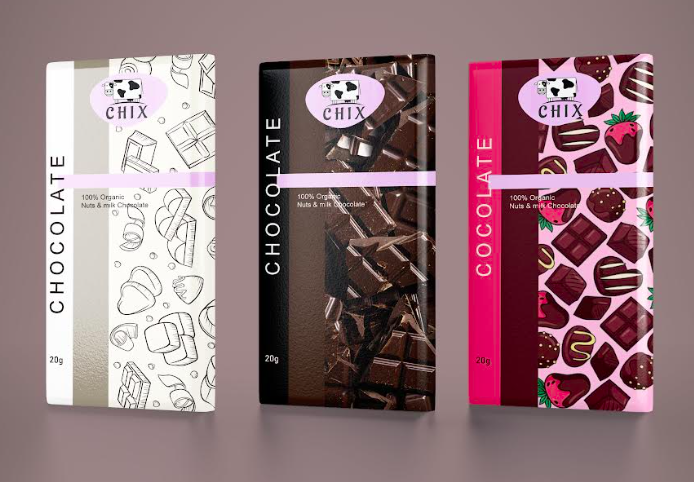 CHIX
CHOCOLATE
100% Organic
Nuts & milk Chocolate
20g
CHIX
CHOCOLATE
100% Organic
Nuts & milk Chocolate
20g
CHIX
COCOLATE
100% Organic
Nuts & milk Chocolate
20g